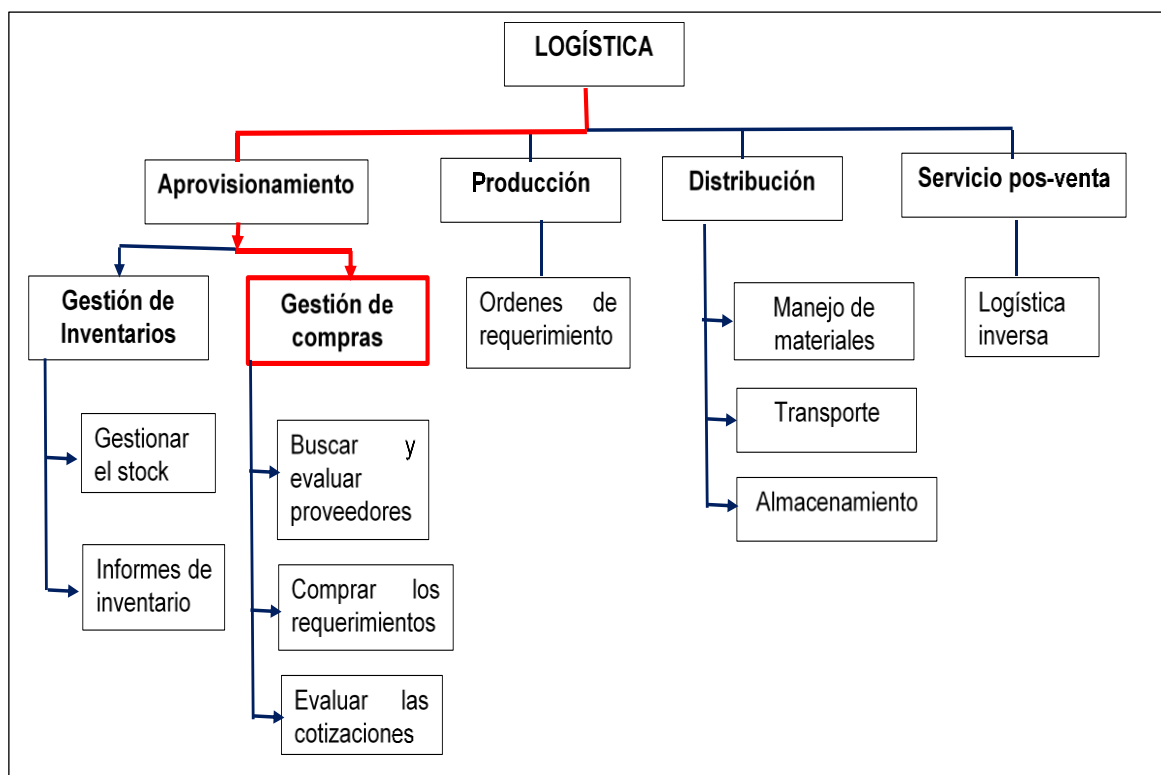 LOGÍSTICA
Aprovisionamiento
Producción
Distribución
Servicio pos-venta
Gestión de
Inventarios
Gestión de
compras
Ordenes de
requerimiento
Manejo de
materiales
Logística
inversa
Gestionar
el stock
Buscar y
evaluar
proveedores
Transporte
Almacenamiento
Informes de
inventario
Comprar los
requerimientos
Evaluar las
cotizaciones